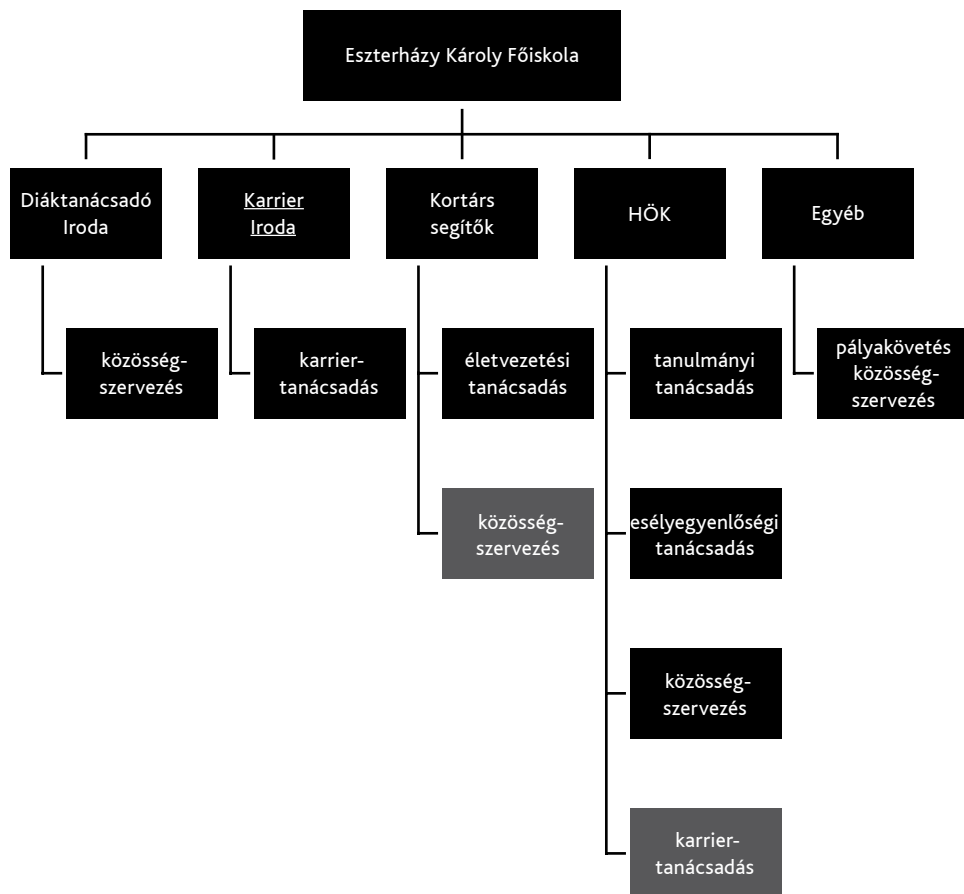 Eszterházy Károly Főiskola
Diáktanácsadó
Iroda
Karrier
Iroda
Kortárs
segítők
HÖK
Egyéb
közösség-
szervezés
karrier-
tanácsadás
életvezetési
tanácsadás
tanulmányi
tanácsadás
pályakövetés
közösség-
szervezés
közösség-
szervezés
esélyegyenlőségi
tanácsadás
közösség-
szervezés
karrier-
tanácsadás